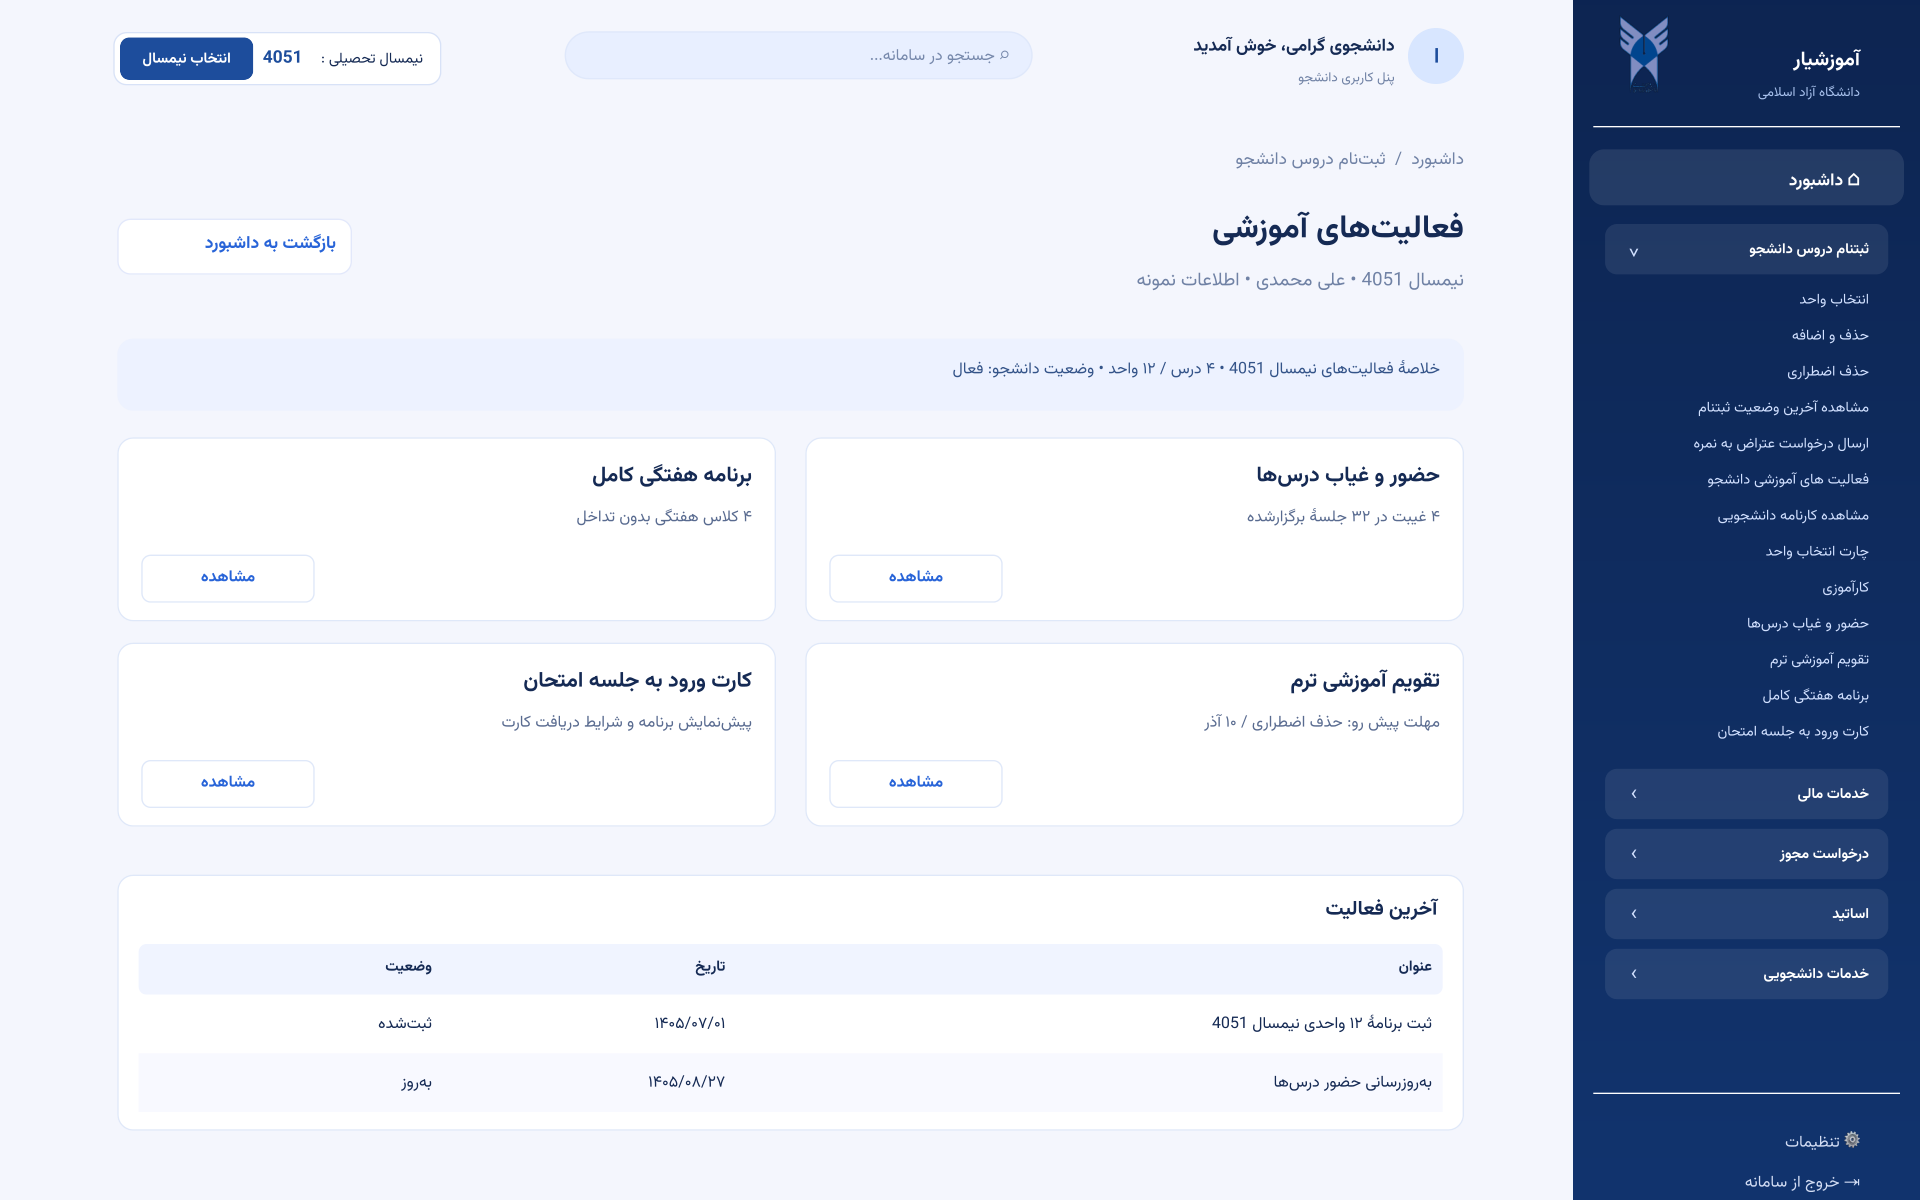 آموزشیار
دانشگاه آزاد اسلامی
داشبورد
ثبتنام دروس دانشجو
انتخاب واحد
حذف و اضافه
حذف اضطراری
مشاهده آخرین وضعیت ثبتنام
ارسال درخواست عتراض به نمره
فعالیت های آموزشی دانشجو
مشاهده کارنامه دانشجویی
چارت انتخاب واحد
کارآموزی
حضور و غیاب درس‌ها
تقویم آموزشی ترم
برنامه هفتگی کامل
کارت ورود به جلسه امتحان
خدمات مالی
درخواست مجوز
اساتید
خدمات دانشجویی
تنظیمات
خروج از سامانه
ا
دانشجوی گرامی، خوش آمدید
پنل کاربری دانشجو
جستجو در سامانه...
نیمسال تحصیلی : 4051 انتخاب نیمسال
داشبورد / ثبت‌نام دروس دانشجو
فعالیت‌های آموزشی
نیمسال 4051 • علی محمدی • اطلاعات نمونه
بازگشت به داشبورد
خلاصهٔ فعالیت‌های نیمسال 4051 • ۴ درس / ۱۲ واحد • وضعیت دانشجو: فعال
حضور و غیاب درس‌ها
۴ غیبت در ۳۲ جلسهٔ برگزارشده
مشاهده
برنامه هفتگی کامل
۴ کلاس هفتگی بدون تداخل
مشاهده
تقویم آموزشی ترم
مهلت پیش رو: حذف اضطراری / ۱۰ آذر
مشاهده
کارت ورود به جلسه امتحان
پیش‌نمایش برنامه و شرایط دریافت کارت
مشاهده
آخرین فعالیت
عنوان تاریخ وضعیت
ثبت برنامهٔ ۱۲ واحدی نیمسال 4051 ۱۴۰۵/۰۷/۰۱ ثبت‌شده
به‌روزرسانی حضور درس‌ها ۱۴۰۵/۰۸/۲۷ به‌روز